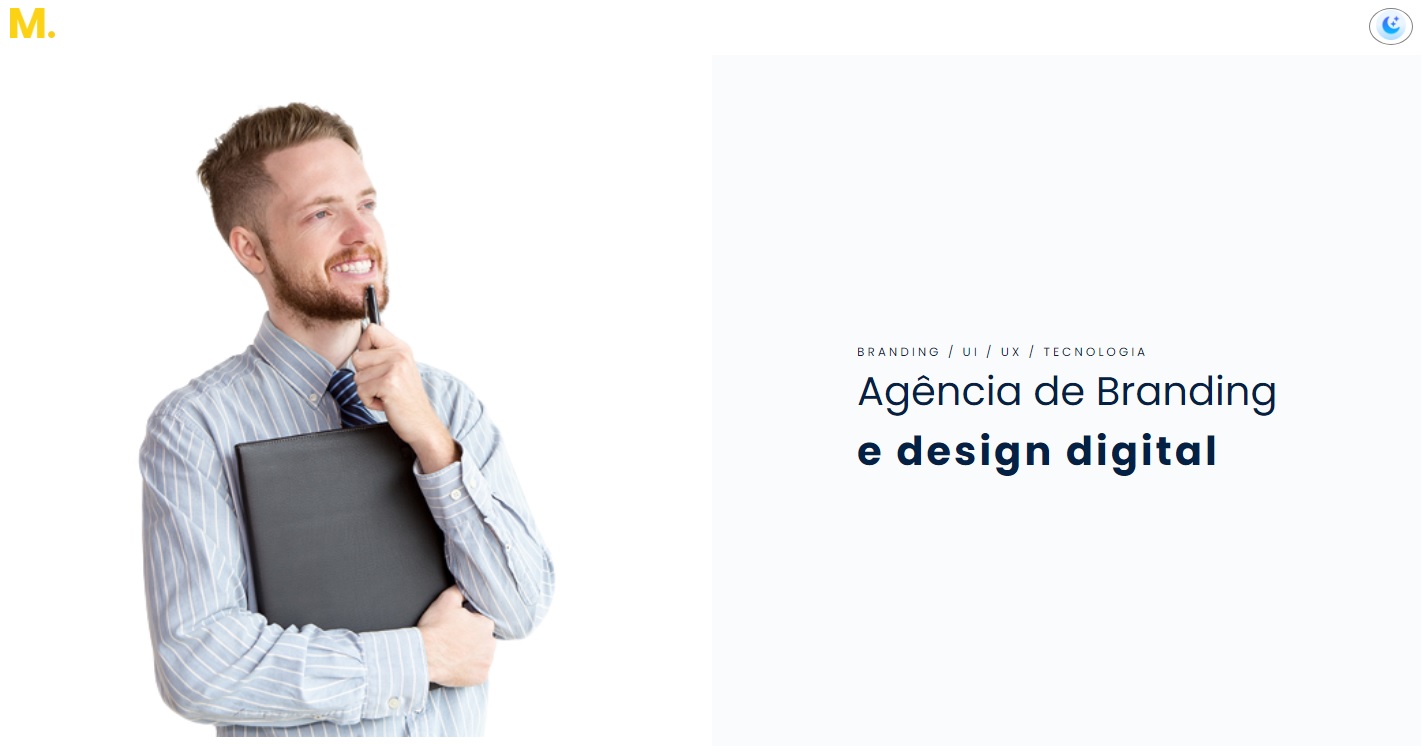 M.
BRANDING / UI / UX / TECNOLOGIA
Agência de Branding
e design digital